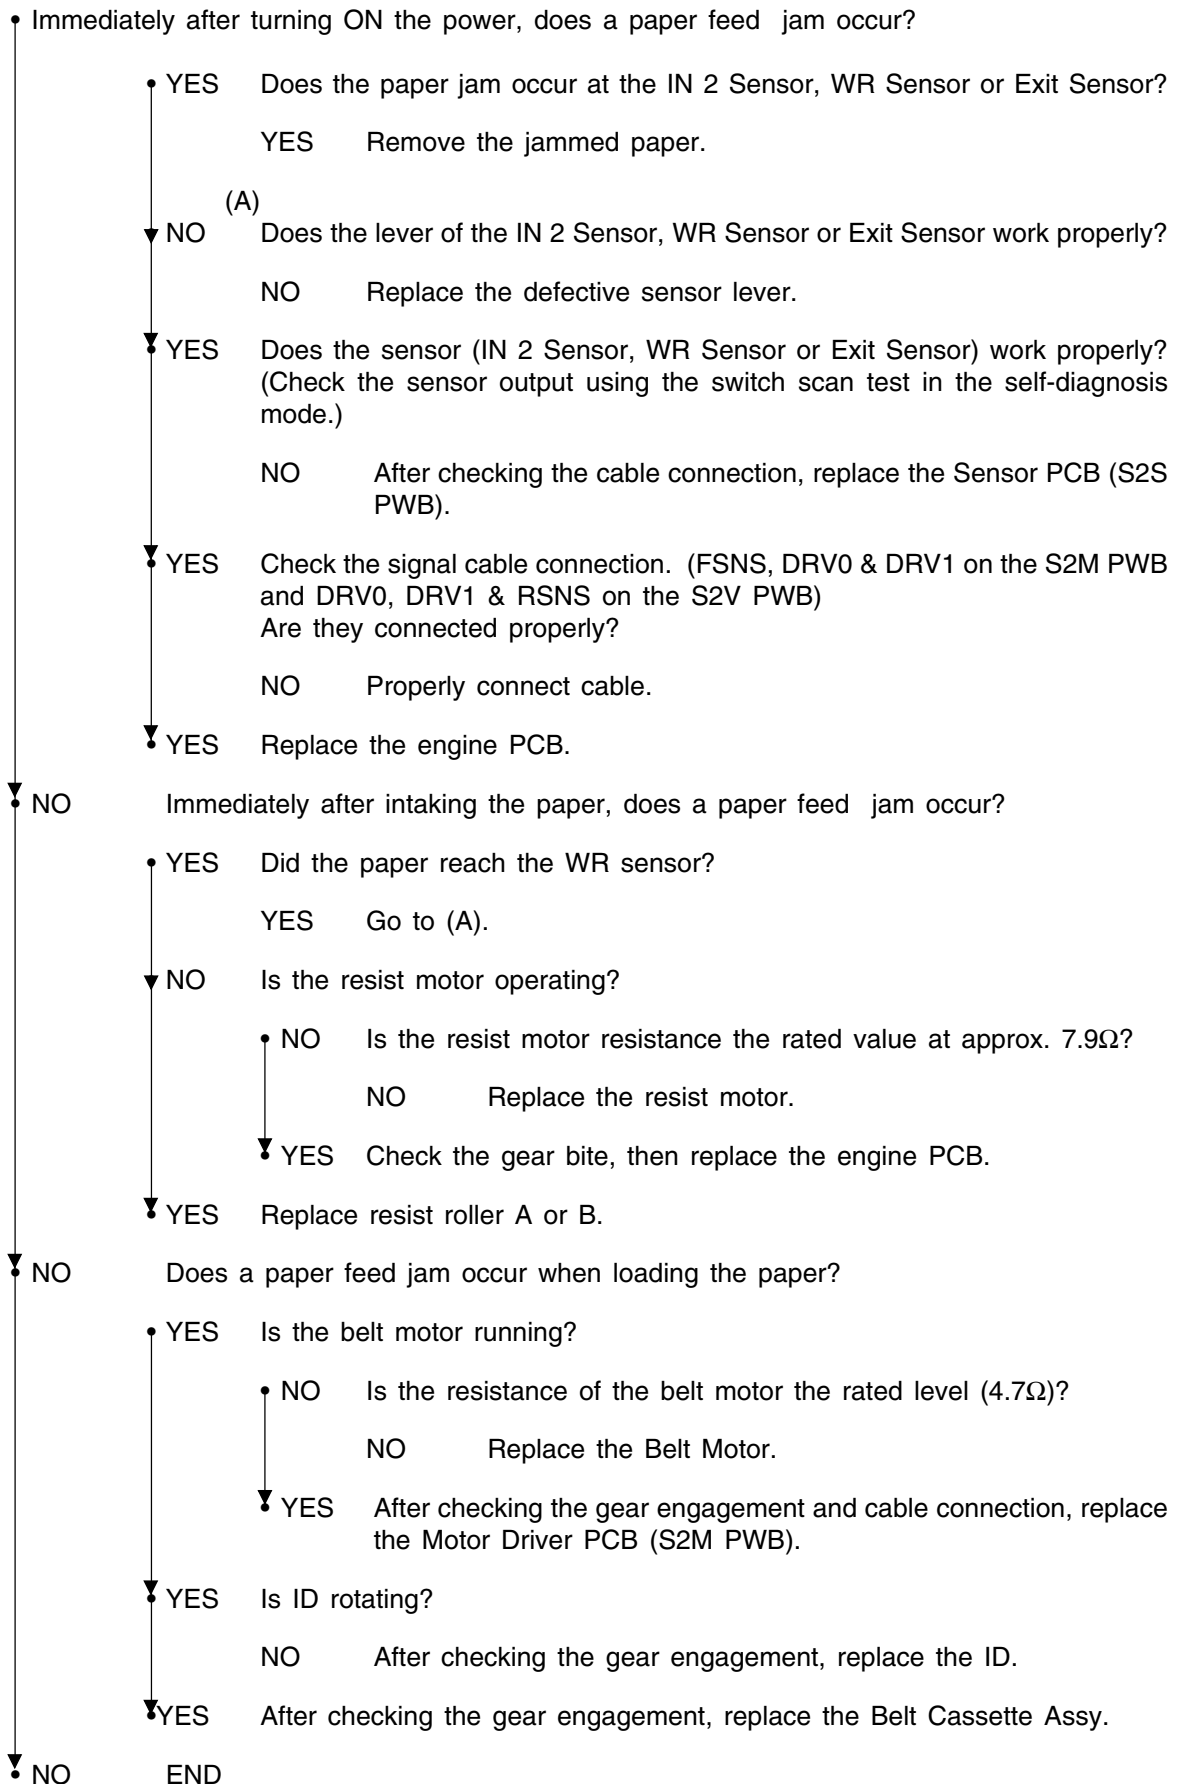 Immediately after turning ON the power, does a paper feed jam occur?
YES Does the paper jam occur at the IN 2 Sensor, WR Sensor or Exit Sensor?
YES Remove the jammed paper.
(A)
NO Does the lever of the IN 2 Sensor, WR Sensor or Exit Sensor work properly?
NO Replace the defective sensor lever.
YES Does the sensor (IN 2 Sensor, WR Sensor or Exit Sensor) work properly?
(Check the sensor output using the switch scan test in the self-diagnosis
mode.)
NO After checking the cable connection, replace the Sensor PCB (S2S
PWB).
YES Check the signal cable connection. (FSNS, DRV0 & DRV1 on the S2M PWB
and DRV0, DRV1 & RSNS on the S2V PWB)
Are they connected properly?
NO Properly connect cable.
YES Replace the engine PCB.
NO Immediately after intaking the paper, does a paper feed jam occur?
YES Did the paper reach the WR sensor?
YES Go to (A).
NO Is the resist motor operating?
NO Is the resist motor resistance the rated value at approx. 7.9Ω?
NO Replace the resist motor.
YES Check the gear bite, then replace the engine PCB.
YES Replace resist roller A or B.
NO Does a paper feed jam occur when loading the paper?
YES Is the belt motor running?
NO Is the resistance of the belt motor the rated level (4.7Ω)?
NO Replace the Belt Motor.
YES After checking the gear engagement and cable connection, replace
the Motor Driver PCB (S2M PWB).
YES Is ID rotating?
NO After checking the gear engagement, replace the ID.
YES After checking the gear engagement, replace the Belt Cassette Assy.
NO END